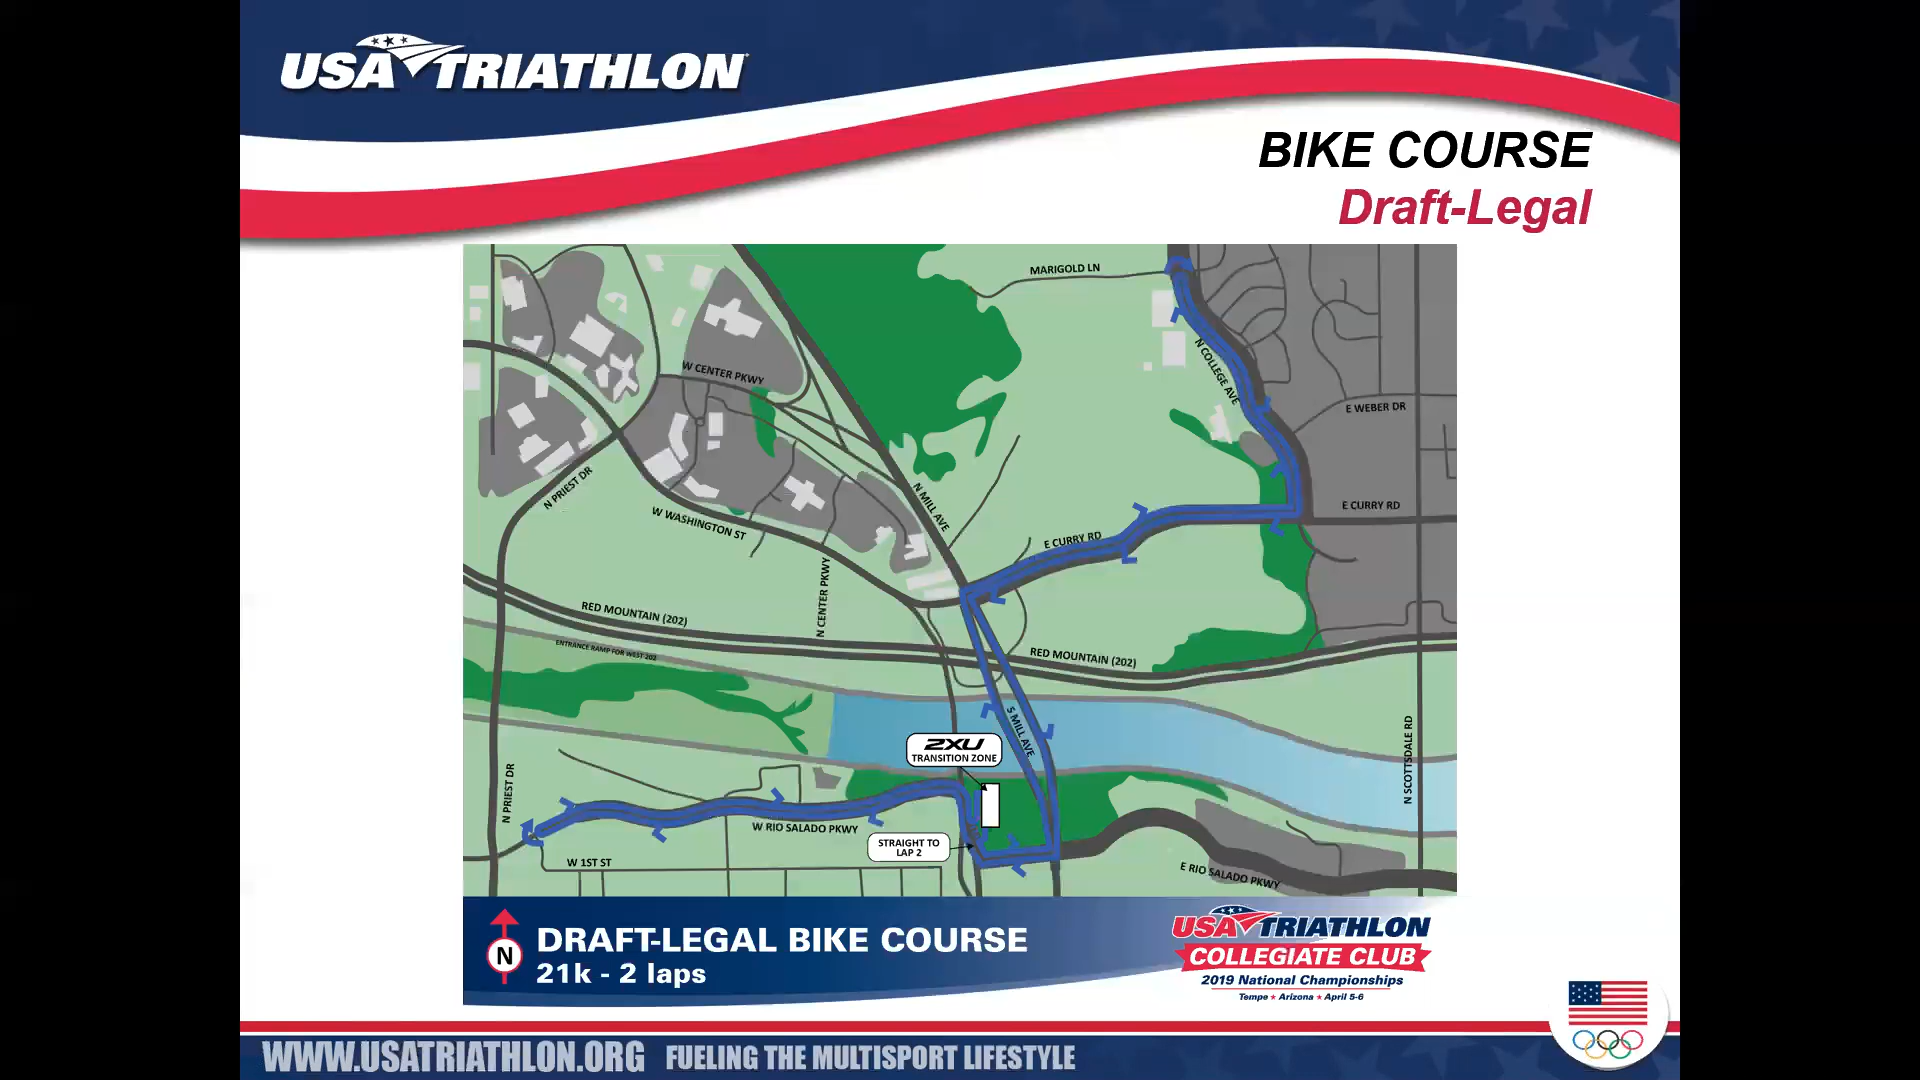 USA TRIATHLON
BIKE COURSE
Draft-Legal
MARIGOLD LN
N COLLEGE AVE
W CENTER PKWY
E WEBER DR
N PRIEST DR
N MILL AVE
W WASHINGTON ST
E CURRY RD
E CURRY RD
N CENTER PKWY
RED MOUNTAIN (202)
ENTRANCE RAMP FOR WEST 202
RED MOUNTAIN (202)
S MILL AVE
N SCOTTSDALE RD
2XU
TRANSITION ZONE
N PRIEST DR
W RIO SALADO PKWY
STRAIGHT TO
LAP 2
W 1ST ST
E RIO SALADO PKWY
N
DRAFT-LEGAL BIKE COURSE
21k - 2 laps
USA TRIATHLON
COLLEGIATE CLUB
2019 National Championships
Tempe ★ Arizona ★ April 5-6
WWW.USATRIATHLON.ORG FUELING THE MULTISPORT LIFESTYLE